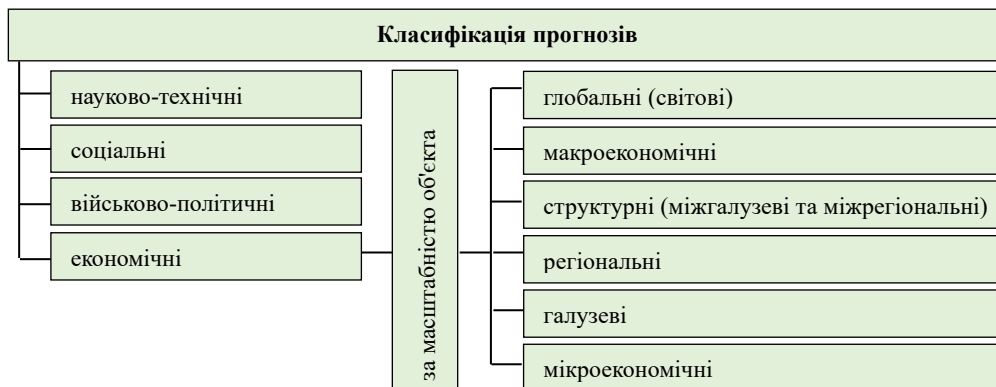 Класифікація прогнозів
науково-технічні
соціальні
військово-політичні
економічні
за масштабністю об'єкта
глобальні (світові)
макроекономічні
структурні (міжгалузеві та міжрегіональні)
регіональні
галузеві
мікроекономічні